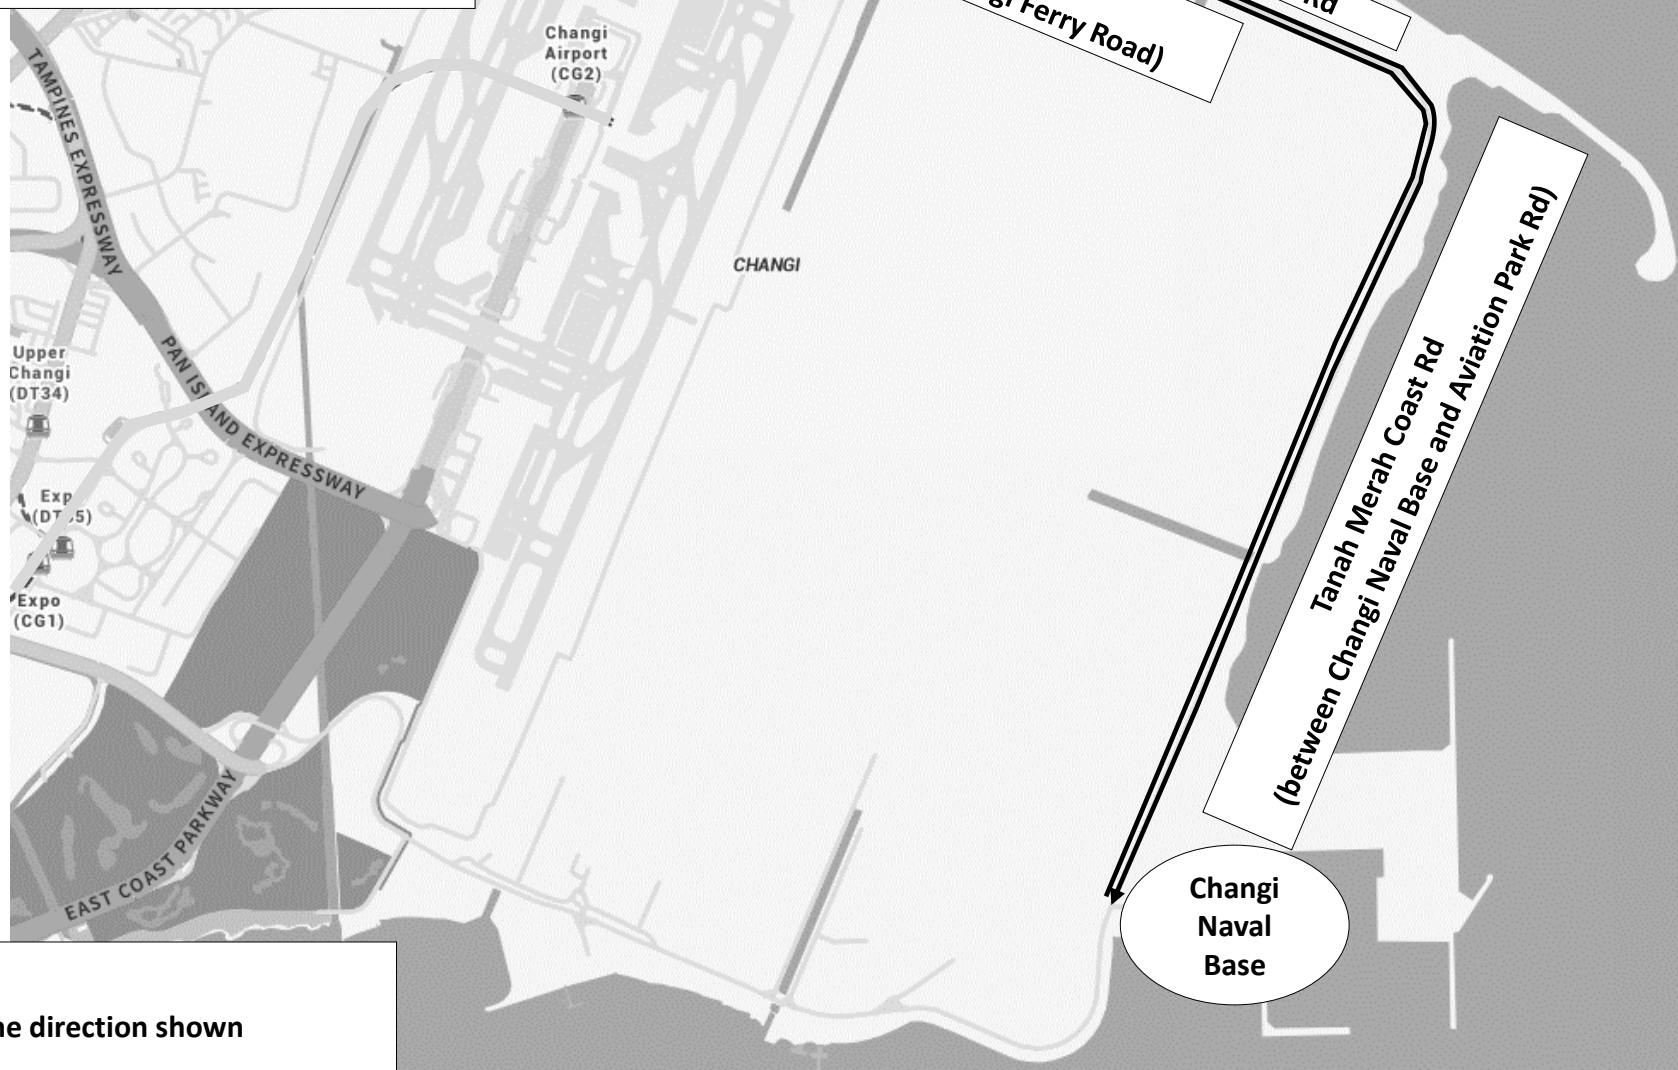 Rd
Ferry Road)
Changi
Airport
(CG2)
TAMPINES EXPRESSWAY
CHANGI
Upper
Changi
(DT34)
PAN ISLAND EXPRESSWAY
Tanah Merah Coast Rd
(between Changi Naval Base and Aviation Park Rd)
Expo
(CG1)
EAST COAST PARKWAY
Changi
Naval
Base
direction shown